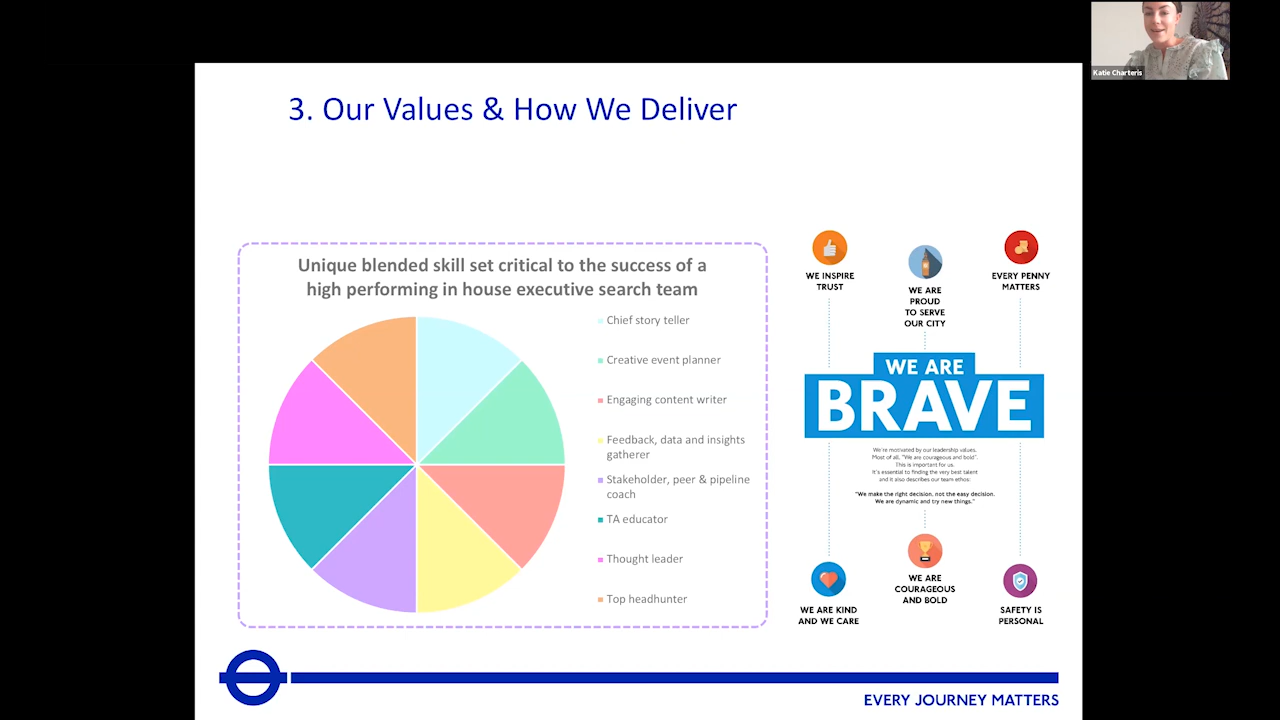 Katie Charteris
3. Our Values & How We Deliver
Unique blended skill set critical to the success of a
high performing in house executive search team
Chief story teller
Creative event planner
Engaging content writer
Feedback, data and insights
gatherer
Stakeholder, peer & pipeline
coach
TA educator
Thought leader
Top headhunter
WE INSPIRE
TRUST
WE ARE
PROUD
TO SERVE
OUR CITY
EVERY PENNY
MATTERS
WE ARE
BRAVE
We're motivated by our leadership values.
Most of all, "We are courageous and bold".
This is important for us.
It's essential to finding the very best talent
and it also describes our team ethos:
"We make the right decision, not the easy decision.
We are dynamic and try new things."
WE ARE KIND
AND WE CARE
WE ARE
COURAGEOUS
AND BOLD
SAFETY IS
PERSONAL
EVERY JOURNEY MATTERS